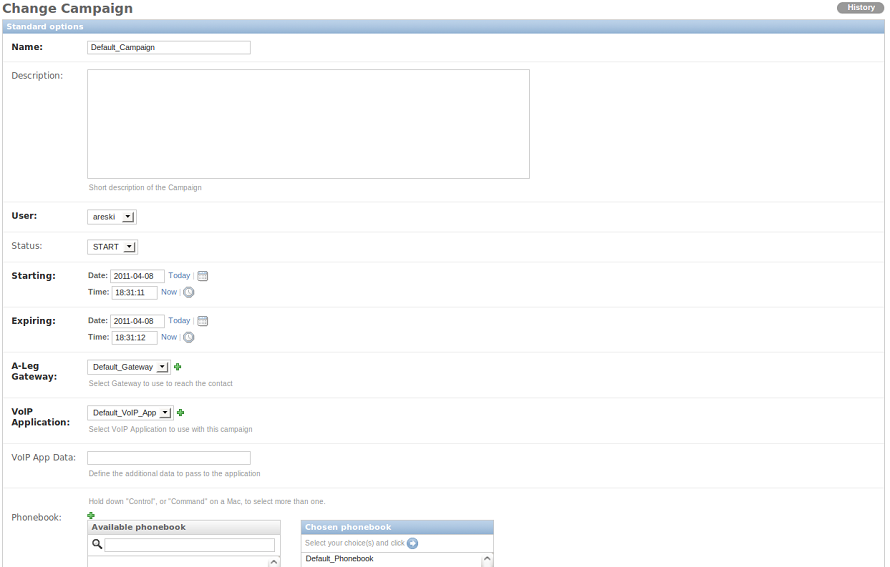 Change Campaign
History
Standard options
Name: Default_Campaign
Description:
Short description of the Campaign
User: areski
Status: START
Starting: Date: 2011-04-08 Today |
Time: 18:31:11 Now |
Expiring: Date: 2011-04-08 Today |
Time: 18:31:12 Now |
A-Leg Gateway: Default_Gateway
Select Gateway to use to reach the contact
VoIP Application: Default_VoIP_App
Select VoIP Application to use with this campaign
VoIP App Data:
Define the additional data to pass to the application
Hold down "Control", or "Command" on a Mac, to select more than one.
Phonebook:
Available phonebook
Chosen phonebook
Select your choice(s) and click
Default_Phonebook